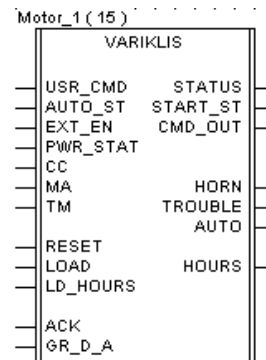 Motor_1 ( 15 )
VARIKLIS
USR_CMD STATUS
AUTO_ST START_ST
EXT_EN CMD_OUT
PWR_STAT
CC
MA HORN
TM TROUBLE
AUTO
RESET
LOAD HOURS
LD_HOURS
ACK
GR_D_A